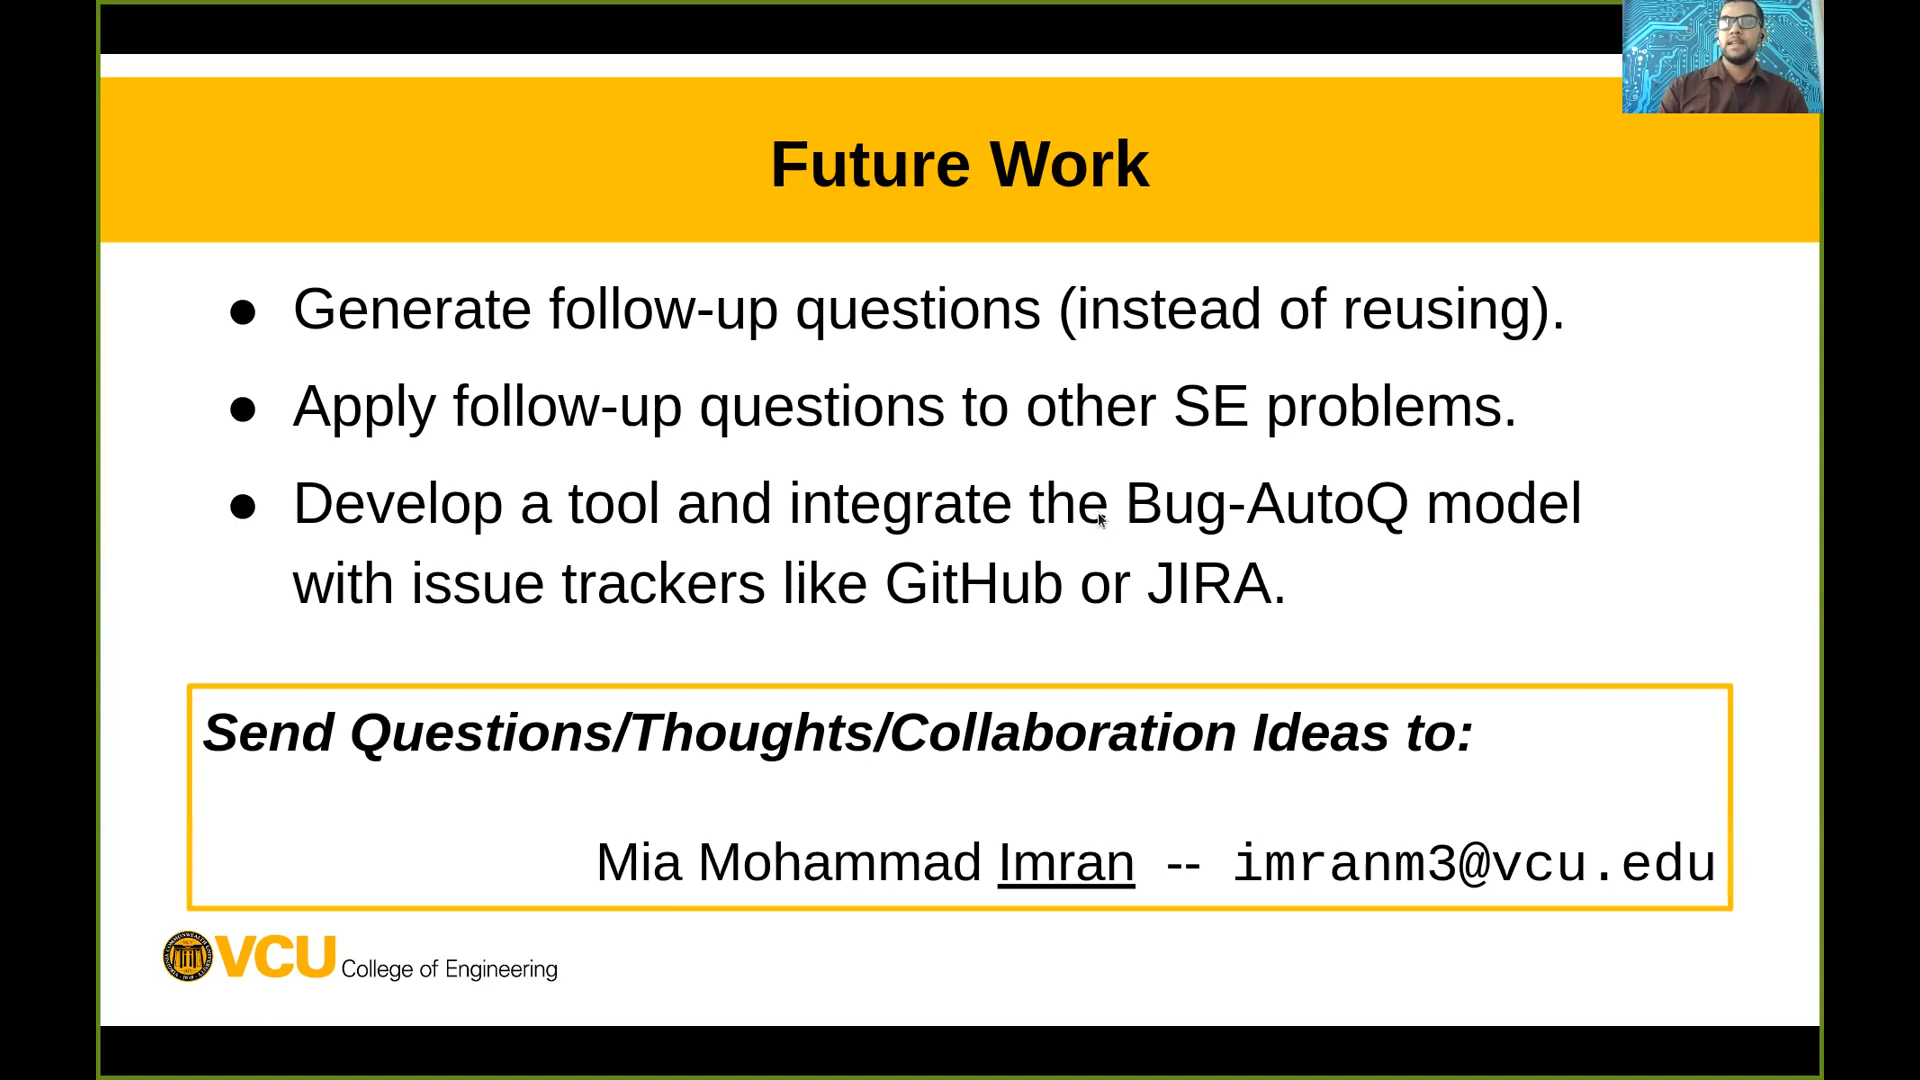 Future Work
● Generate follow-up questions (instead of reusing).
● Apply follow-up questions to other SE problems.
● Develop a tool and integrate the Bug-AutoQ model
with issue trackers like GitHub or JIRA.
Send Questions/Thoughts/Collaboration Ideas to:
Mia Mohammad Imran -- imranm3@vcu.edu
VCU College of Engineering